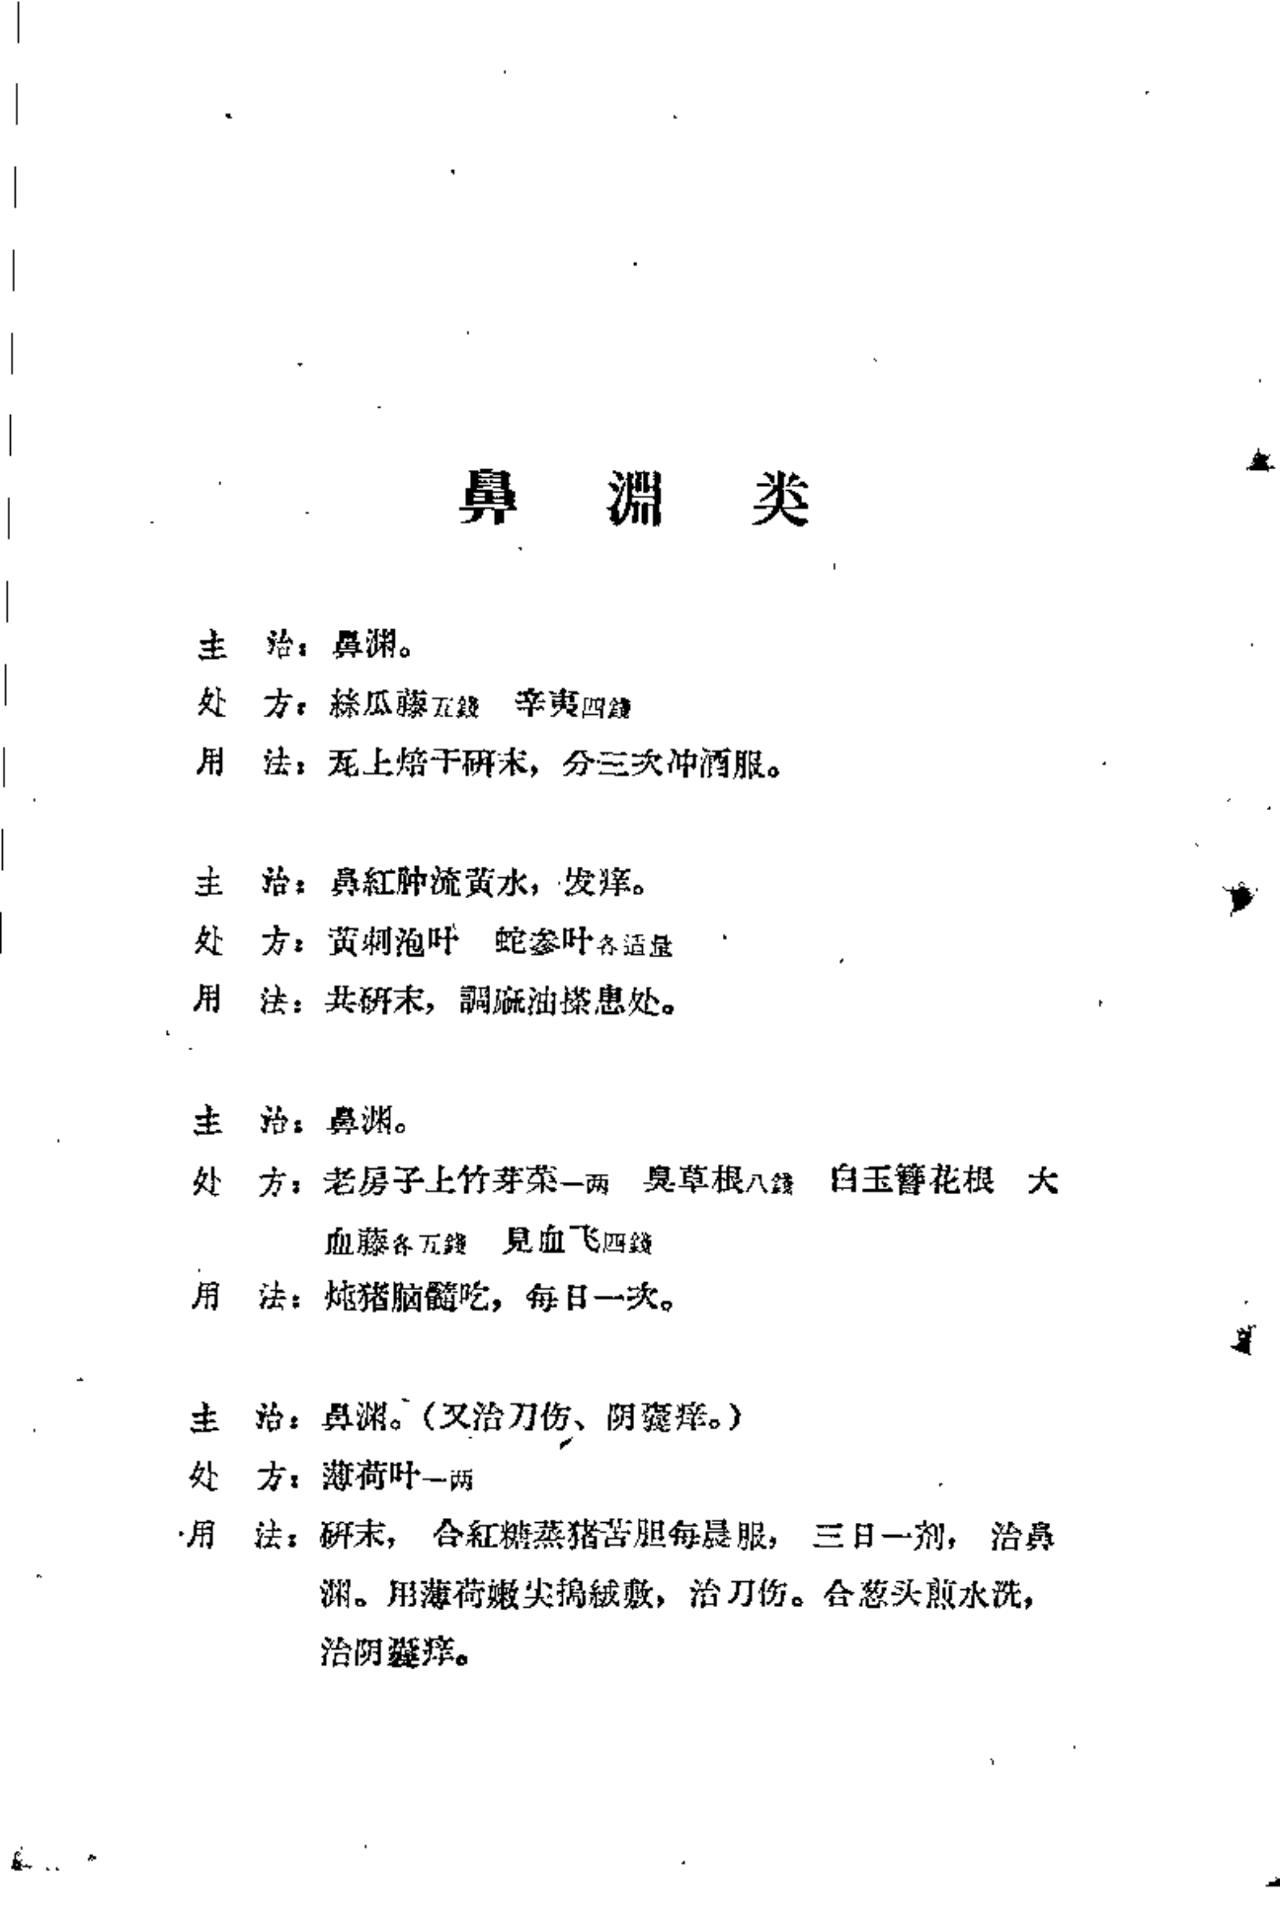 鼻淵类
主治：鼻渊。
处方：絲瓜藤五錢 辛夷四錢
用法：瓦上焙干研末，分三次冲酒服。
主治：鼻紅肿流黃水，发痒。
处方：黃刺泡叶 蛇参叶各适量
用法：共研末，調麻油搽患处。
主治：鼻渊。
处方：老房子上竹芽菜一两 臭草根八錢 白玉簪花根 大
血藤各五錢 見血飞四錢
用法：炖猪脑髓吃，每日一次。
主治：鼻渊。（又治刀伤、阴囊痒。）
处方：薄荷叶一两
用法：研末，合紅糖蒸猪苦胆每晨服，三日一剂，治鼻
渊。用薄荷嫩尖搗絨敷，治刀伤。合葱头煎水洗，
治阴囊痒。